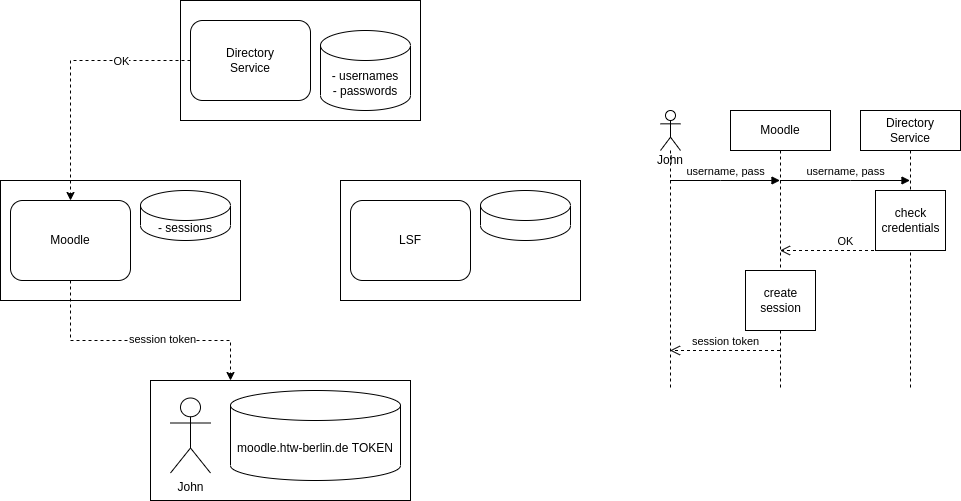 Directory
Service
- usernames
- passwords
OK
Moodle
- sessions
LSF
session token
moodle.htw-berlin.de TOKEN
John
John
Moodle
Directory
Service
username, pass
username, pass
check
credentials
OK
create
session
session token